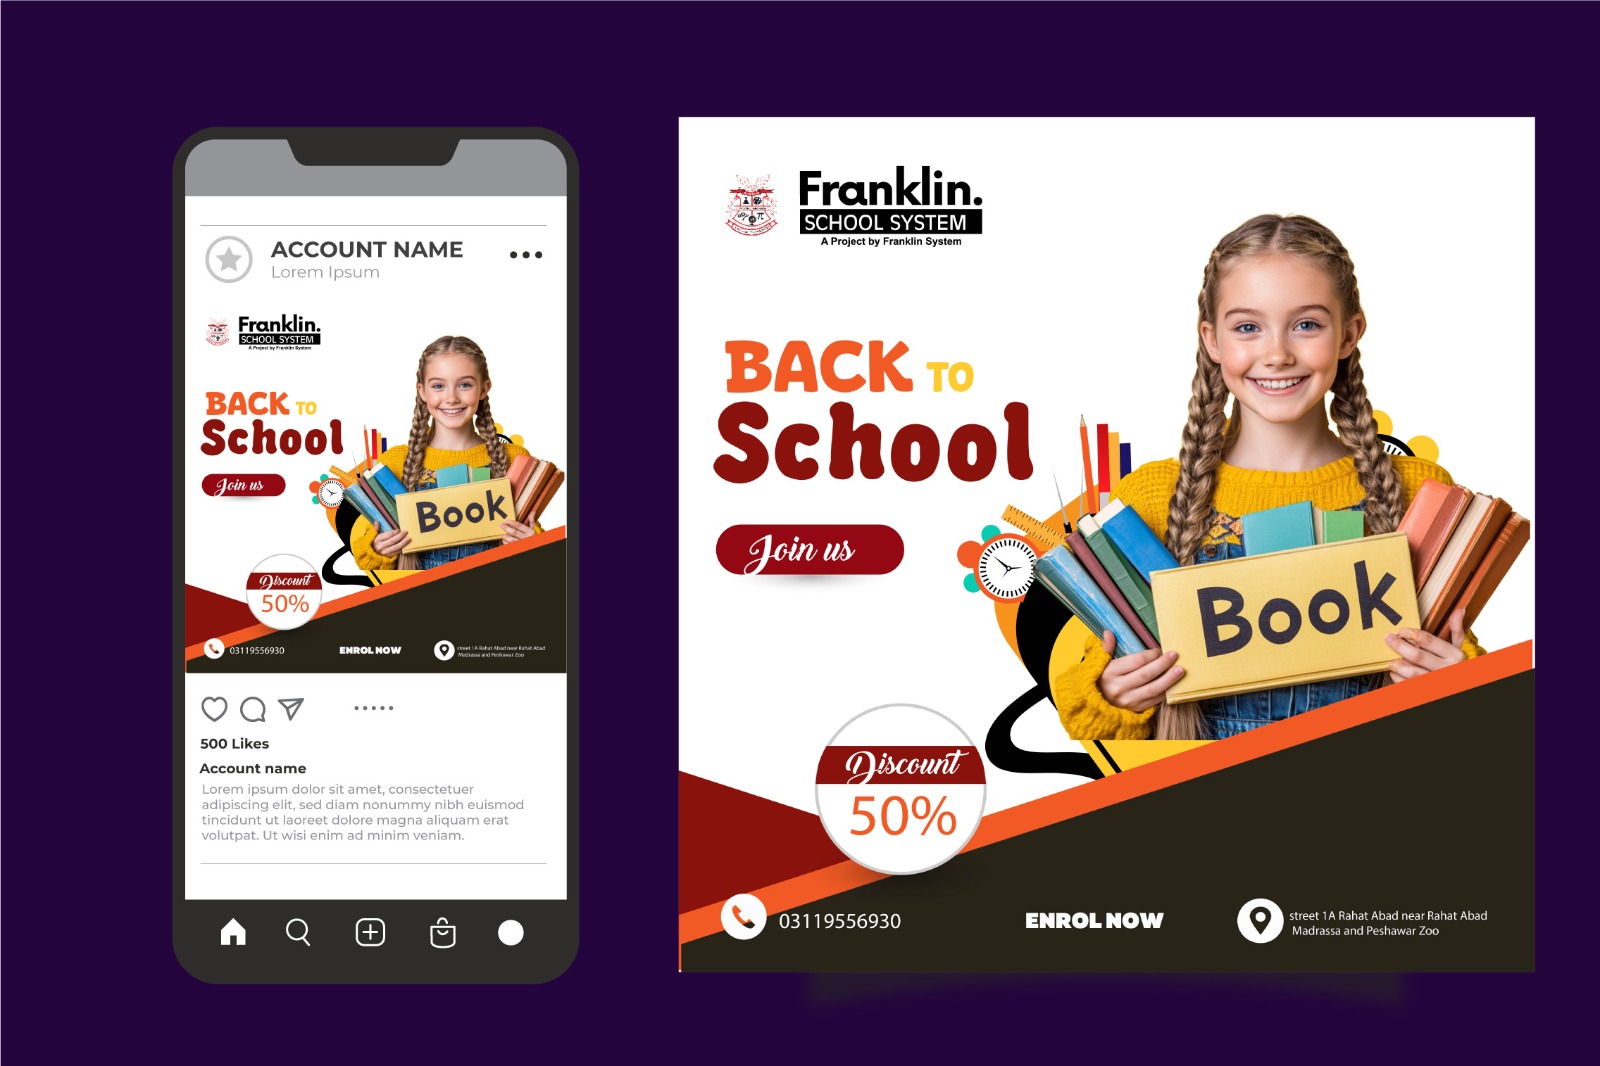 ACCOUNT NAME
Lorem Ipsum
Franklin.
SCHOOL SYSTEM
A Project by Franklin System
BACK TO
School
Join us
Book
Discount
50%
03119556930
ENROL NOW
street 1A Rahat Abad near Rahat Abad
Madrassa and Peshawar Zoo
500 Likes
Account name
Lorem ipsum dolor sit amet, consectetuer
adipiscing elit, sed diam nonummy nibh euismod
tincidunt ut laoreet dolore magna aliquam erat
volutpat. Ut wisi enim ad minim veniam.
Franklin.
SCHOOL SYSTEM
A Project by Franklin System
BACK TO
School
Join us
Book
Discount
50%
03119556930
ENROL NOW
street 1A Rahat Abad near Rahat Abad
Madrassa and Peshawar Zoo